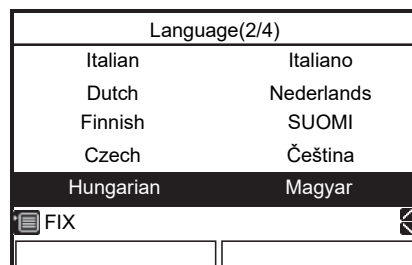 Language(2/4)
Italian Italiano
Dutch Nederlands
Finnish SUOMI
Czech Čeština
Hungarian Magyar
FIX